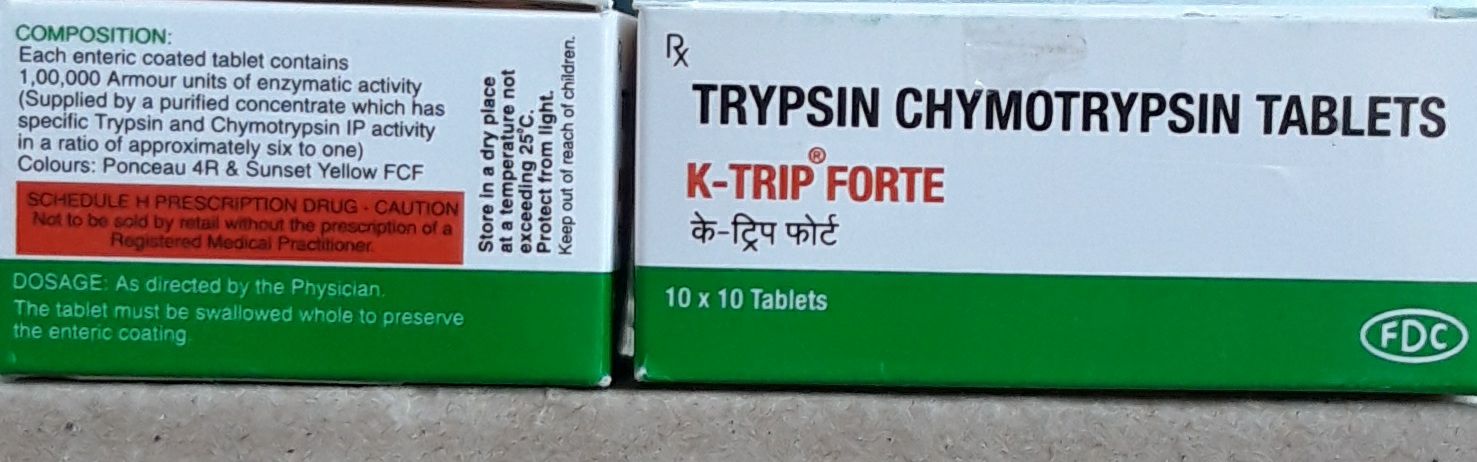 COMPOSITION:
Each enteric coated tablet contains
1,00,000 Armour units of enzymatic activity
(Supplied by a purified concentrate which has
specific Trypsin and Chymotrypsin IP activity
in a ratio of approximately six to one)
Colours: Ponceau 4R & Sunset Yellow FCF
SCHEDULE H PRESCRIPTION DRUG - CAUTION
Not to be sold by retail without the prescription of a
Registered Medical Practitioner.
DOSAGE: As directed by the Physician.
The tablet must be swallowed whole to preserve
the enteric coating.
Store in a dry place
at a temperature not
exceeding 25°C.
Protect from light.
Keep out of reach of children.
Rx
TRYPSIN CHYMOTRYPSIN TABLETS
K-TRIP® FORTE
के-ट्रिप फोर्ट
10 x 10 Tablets
FDC